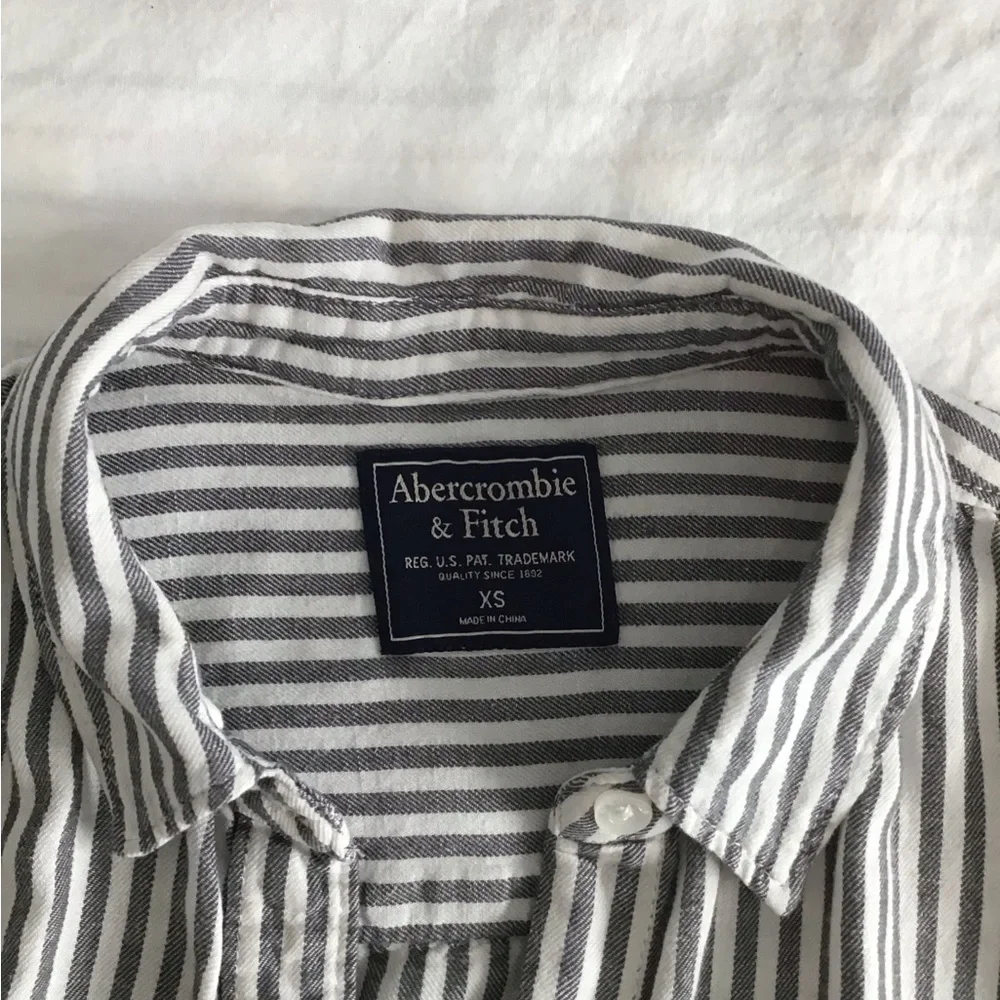 Abercrombie
& Fitch
REG. U.S. PAT. TRADEMARK
QUALITY SINCE 1892
XS
MADE IN CHINA